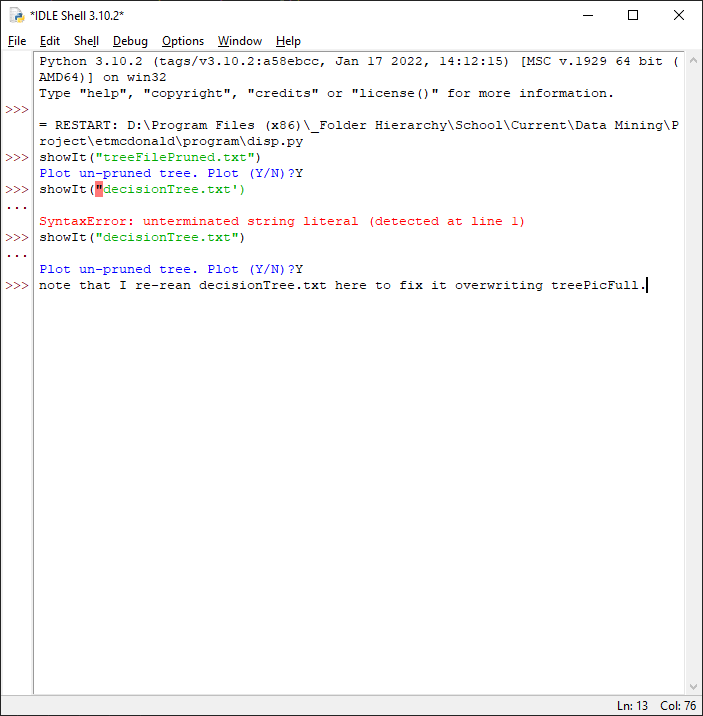 *IDLE Shell 3.10.2*
File Edit Shell Debug Options Window Help
Python 3.10.2 (tags/v3.10.2:a58ebcc, Jan 17 2022, 14:12:15) [MSC v.1929 64 bit (
AMD64)] on win32
Type "help", "copyright", "credits" or "license()" for more information.
>>>
= RESTART: D:\Program Files (x86)\_Folder Hierarchy\School\Current\Data Mining\P
roject\etmcdonald\program\disp.py
>>> showIt("treeFilePruned.txt")
Plot un-pruned tree. Plot (Y/N)?Y
>>> showIt("decisionTree.txt')
...
SyntaxError: unterminated string literal (detected at line 1)
>>> showIt("decisionTree.txt")
...
Plot un-pruned tree. Plot (Y/N)?Y
>>> note that I re-rean decisionTree.txt here to fix it overwriting treePicFull.
Ln: 13 Col: 76